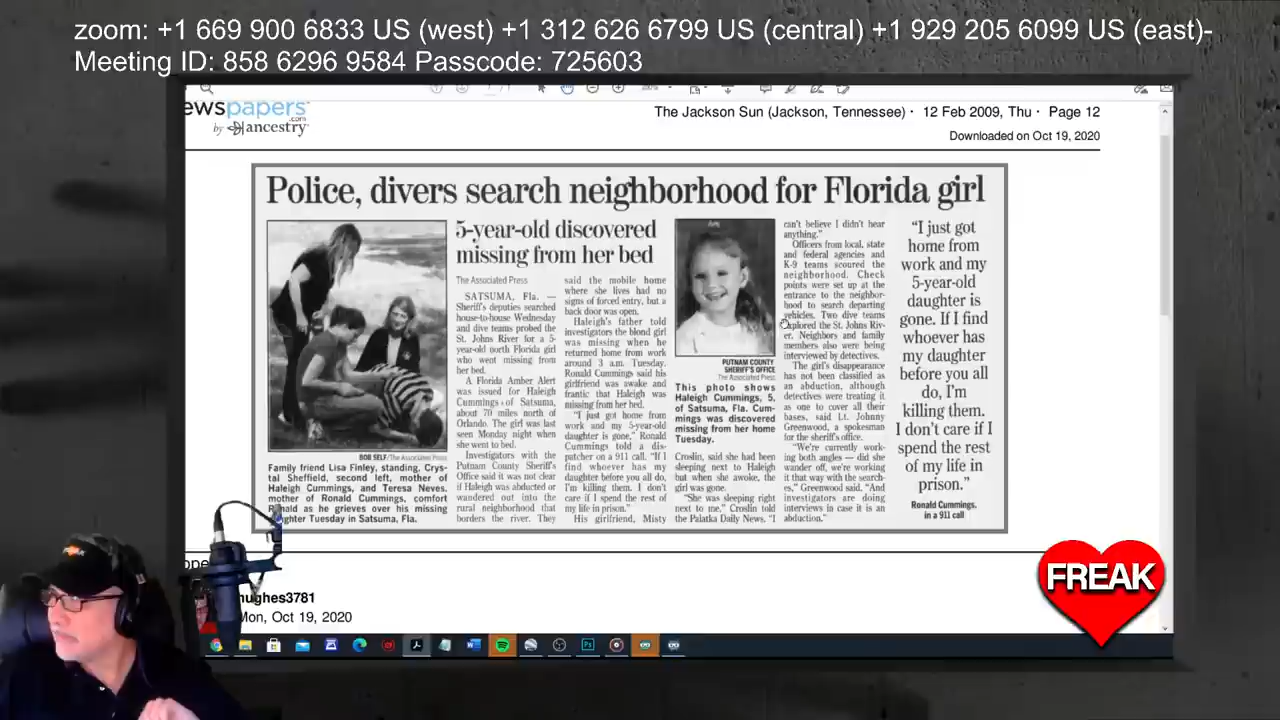 zoom: +1 669 900 6833 US (west) +1 312 626 6799 US (central) +1 929 205 6099 US (east)-
Meeting ID: 858 6296 9584 Passcode: 725603
ewspapers
.com
by ancestry
The Jackson Sun (Jackson, Tennessee) · 12 Feb 2009, Thu · Page 12
Downloaded on Oct 19, 2020
Police, divers search neighborhood for Florida girl
BOB SELF/The Associated Press
Family friend Lisa Finley, standing, Crys-
tal Sheffield, second left, mother of
Haleigh Cummings, and Teresa Neves,
mother of Ronald Cummings, comfort
Ronald as he grieves over his missing
daughter Tuesday in Satsuma, Fla.
5-year-old discovered
missing from her bed
The Associated Press
SATSUMA, Fla. —
Sheriff's deputies searched
house-to-house Wednesday
and dive teams probed the
St. Johns River for a 5-
year-old north Florida girl
who went missing from
her bed.
A Florida Amber Alert
was issued for Haleigh
Cummings of Satsuma,
about 70 miles north of
Orlando. The girl was last
seen Monday night when
she went to bed.
Investigators with the
Putnam County Sheriff's
Office said it was not clear
if Haleigh was abducted or
wandered out into the
rural neighborhood that
borders the river. They
said the mobile home
where she lives had no
signs of forced entry, but a
back door was open.
Haleigh's father told
investigators the blond girl
was missing when he
returned home from work
around 3 a.m. Tuesday.
Ronald Cummings said his
girlfriend was awake and
frantic that Haleigh was
missing from her bed.
"I just got home from
work and my 5-year-old
daughter is gone," Ronald
Cummings told a dis-
patcher on a 911 call. "If I
find whoever has my
daughter before you all do,
I'm killing them. I don't
care if I spend the rest of
my life in prison."
His girlfriend, Misty
PUTNAM COUNTY
SHERIFF'S OFFICE
The Associated Press
This photo shows
Haleigh Cummings, 5,
of Satsuma, Fla. Cum-
mings was discovered
missing from her home
Tuesday.
Croslin, said she had been
sleeping next to Haleigh
but when she awoke, the
girl was gone.
"She was sleeping right
next to me," Croslin told
the Palatka Daily News. "I
can't believe I didn't hear
anything."
Officers from local, state
and federal agencies and
K-9 teams scoured the
neighborhood. Check
points were set up at the
entrance to the neighbor-
hood to search departing
vehicles. Two dive teams
explored the St. Johns Riv-
er. Neighbors and family
members also were being
interviewed by detectives.
The girl's disappearance
has not been classified as
an abduction, although
detectives were treating it
as one to cover all their
bases, said Lt. Johnny
Greenwood, a spokesman
for the sheriff's office.
"We're currently work-
ing both angles — did she
wander off, we're working
it that way with the search-
es," Greenwood said. "And
investigators are doing
interviews in case it is an
abduction."
"I just got
home from
work and my
5-year-old
daughter is
gone. If I find
whoever has
my daughter
before you all
do, I'm
killing them.
I don't care if I
spend the rest
of my life in
prison."
Ronald Cummings,
in a 911 call
hughes3781
Mon, Oct 19, 2020
FREAK